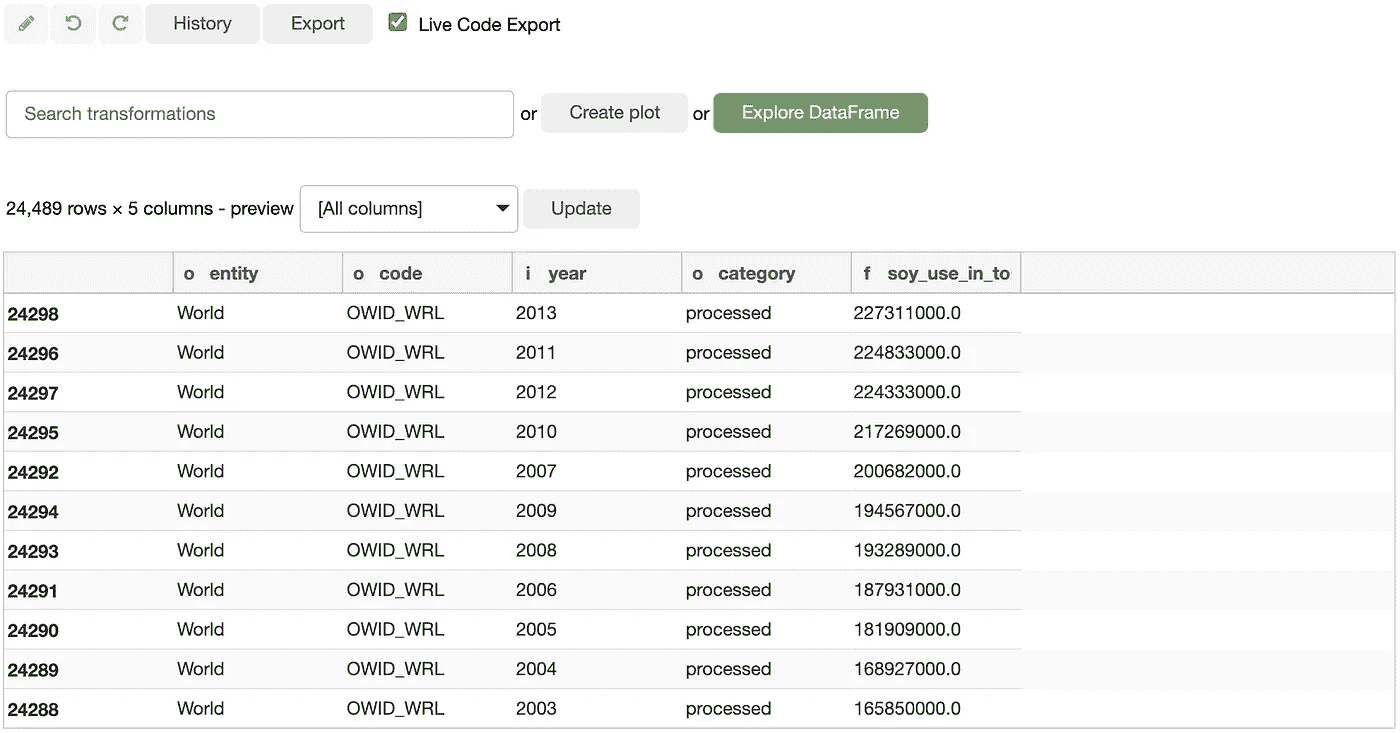 History Export Live Code Export
Search transformations or Create plot or Explore DataFrame
24,489 rows × 5 columns - preview [All columns] Update
o entity o code i year o category f soy_use_in_to
24298 World OWID_WRL 2013 processed 227311000.0
24296 World OWID_WRL 2011 processed 224833000.0
24297 World OWID_WRL 2012 processed 224333000.0
24295 World OWID_WRL 2010 processed 217269000.0
24292 World OWID_WRL 2007 processed 200682000.0
24294 World OWID_WRL 2009 processed 194567000.0
24293 World OWID_WRL 2008 processed 193289000.0
24291 World OWID_WRL 2006 processed 187931000.0
24290 World OWID_WRL 2005 processed 181909000.0
24289 World OWID_WRL 2004 processed 168927000.0
24288 World OWID_WRL 2003 processed 165850000.0